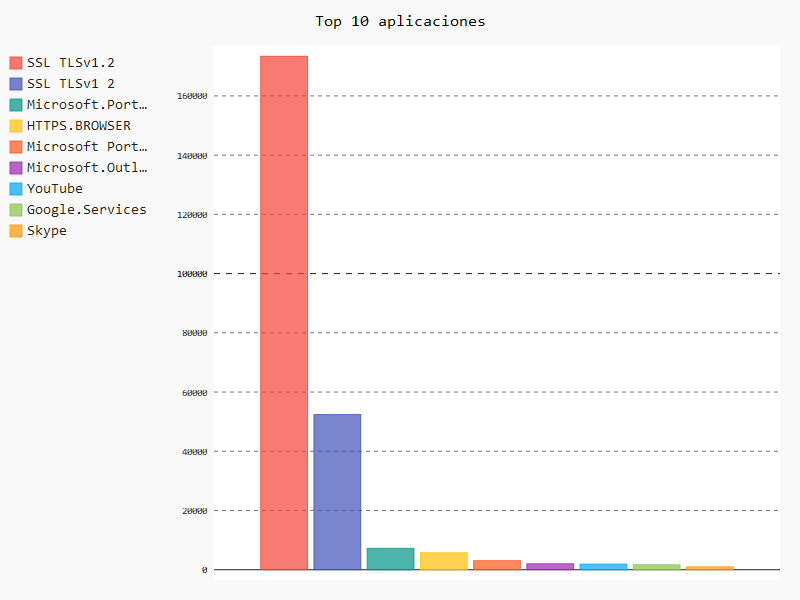 Top 10 aplicaciones
SSL TLSv1.2
SSL TLSv1 2
Microsoft.Port…
HTTPS.BROWSER
Microsoft Port…
Microsoft.Outl…
YouTube
Google.Services
Skype
160000
140000
120000
100000
80000
60000
40000
20000
0